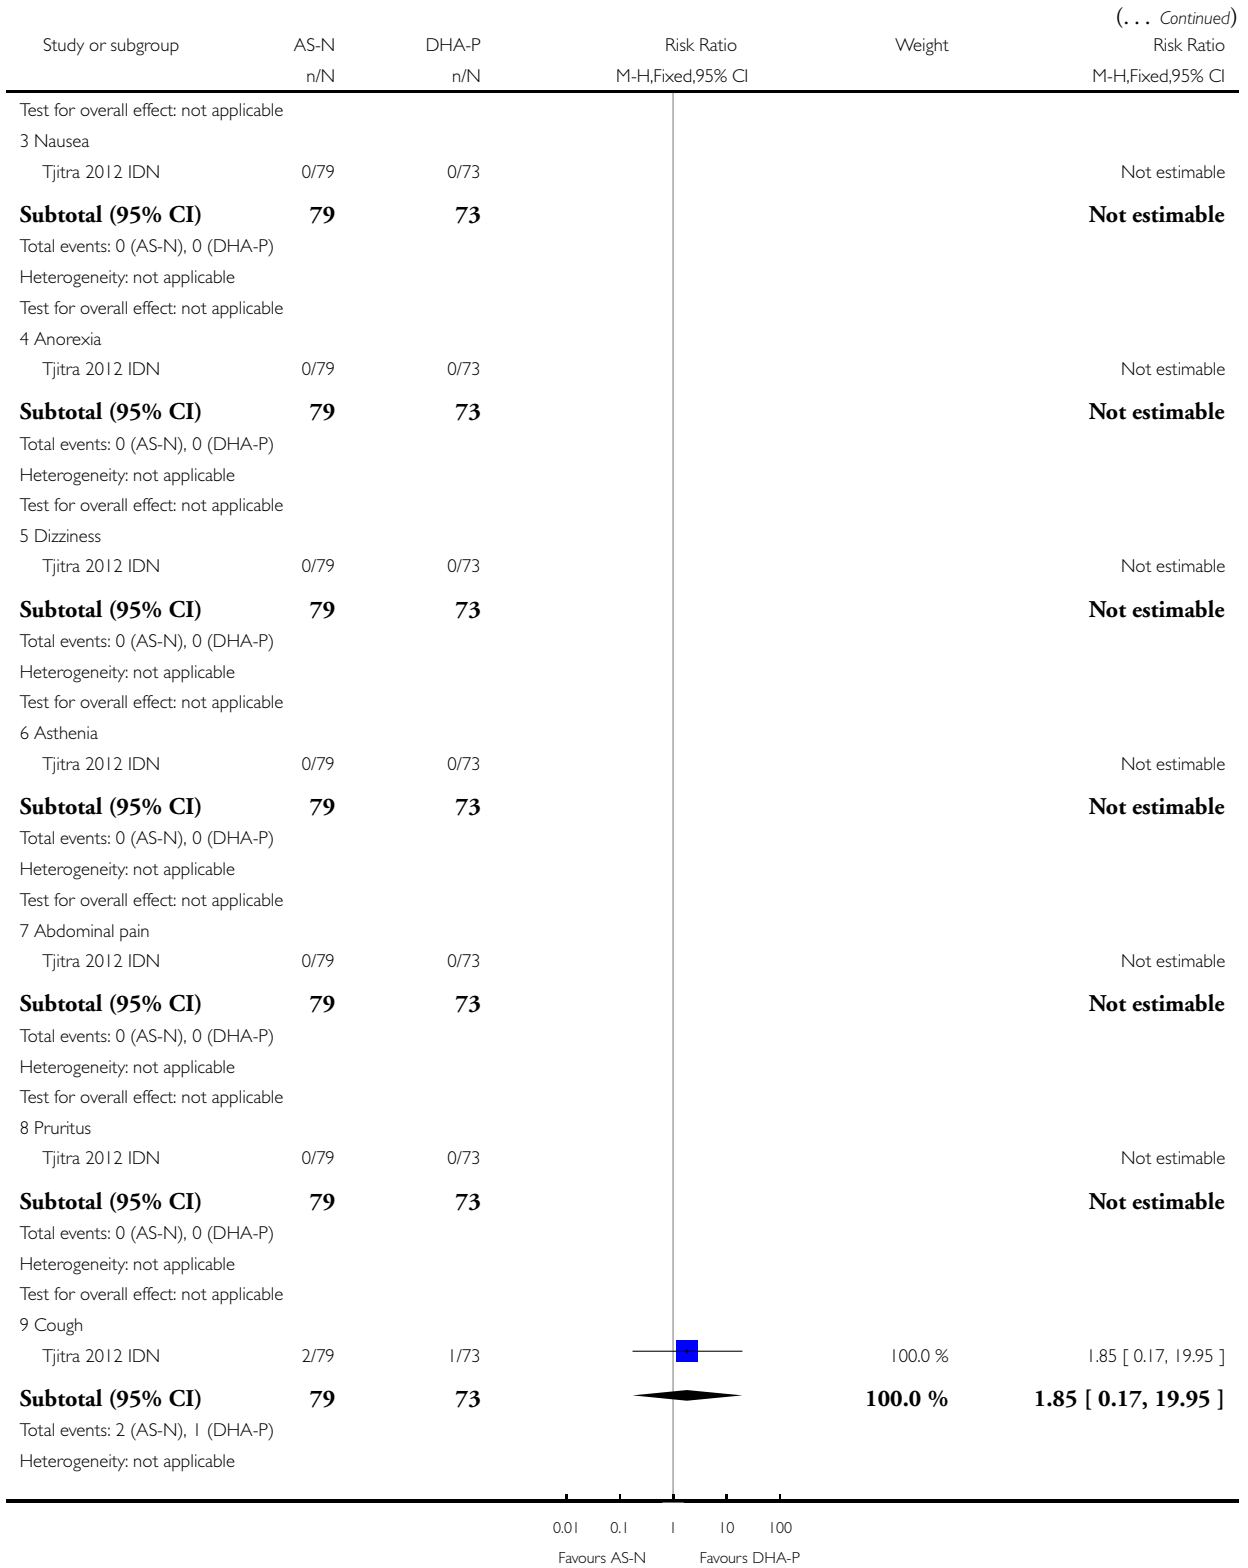 (. . . Continued)
Study or subgroup AS-N DHA-P Risk Ratio Weight Risk Ratio
n/N n/N M-H,Fixed,95% CI M-H,Fixed,95% CI
Test for overall effect: not applicable
3 Nausea
Tjitra 2012 IDN 0/79 0/73 Not estimable
Subtotal (95% CI) 79 73 Not estimable
Total events: 0 (AS-N), 0 (DHA-P)
Heterogeneity: not applicable
Test for overall effect: not applicable
4 Anorexia
Tjitra 2012 IDN 0/79 0/73 Not estimable
Subtotal (95% CI) 79 73 Not estimable
Total events: 0 (AS-N), 0 (DHA-P)
Heterogeneity: not applicable
Test for overall effect: not applicable
5 Dizziness
Tjitra 2012 IDN 0/79 0/73 Not estimable
Subtotal (95% CI) 79 73 Not estimable
Total events: 0 (AS-N), 0 (DHA-P)
Heterogeneity: not applicable
Test for overall effect: not applicable
6 Asthenia
Tjitra 2012 IDN 0/79 0/73 Not estimable
Subtotal (95% CI) 79 73 Not estimable
Total events: 0 (AS-N), 0 (DHA-P)
Heterogeneity: not applicable
Test for overall effect: not applicable
7 Abdominal pain
Tjitra 2012 IDN 0/79 0/73 Not estimable
Subtotal (95% CI) 79 73 Not estimable
Total events: 0 (AS-N), 0 (DHA-P)
Heterogeneity: not applicable
Test for overall effect: not applicable
8 Pruritus
Tjitra 2012 IDN 0/79 0/73 Not estimable
Subtotal (95% CI) 79 73 Not estimable
Total events: 0 (AS-N), 0 (DHA-P)
Heterogeneity: not applicable
Test for overall effect: not applicable
9 Cough
Tjitra 2012 IDN 2/79 1/73 100.0 % 1.85 [ 0.17, 19.95 ]
Subtotal (95% CI) 79 73 100.0 % 1.85 [ 0.17, 19.95 ]
Total events: 2 (AS-N), 1 (DHA-P)
Heterogeneity: not applicable
0.01 0.1 1 10 100
Favours AS-N Favours DHA-P